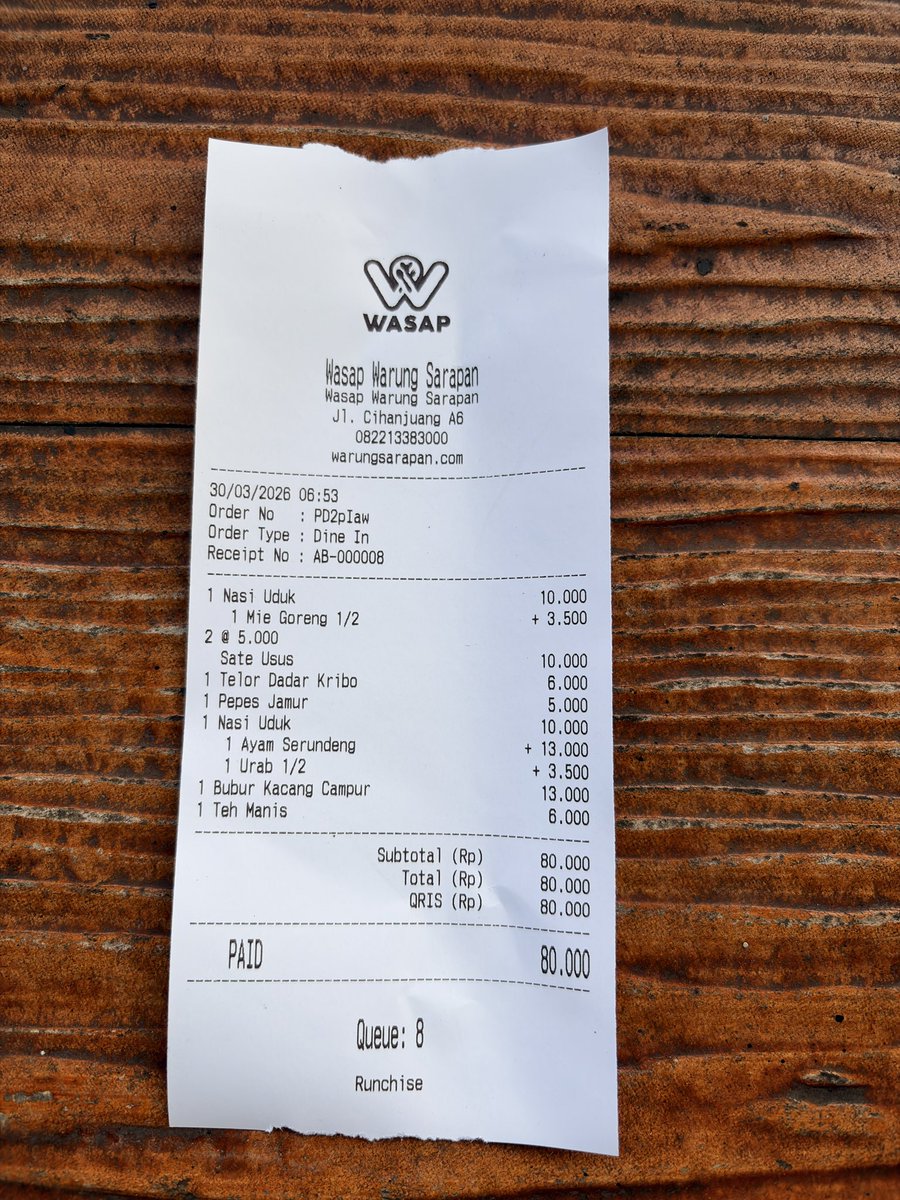 WASAP
Wasap Warung Sarapan
Wasap Warung Sarapan
Jl. Cihanjuang A6
082213383000
warungsarapan.com
30/03/2026 06:53
Order No : PD2pIaw
Order Type : Dine In
Receipt No : AB-000008
1 Nasi Uduk 10.000
1 Mie Goreng 1/2 + 3.500
2 @ 5.000
Sate Usus 10.000
1 Telor Dadar Kribo 6.000
1 Pepes Jamur 5.000
1 Nasi Uduk 10.000
1 Ayam Serundeng + 13.000
1 Urab 1/2 + 3.500
1 Bubur Kacang Campur 13.000
1 Teh Manis 6.000
Subtotal (Rp) 80.000
Total (Rp) 80.000
QRIS (Rp) 80.000
PAID 80.000
Queue: 8
Runchise